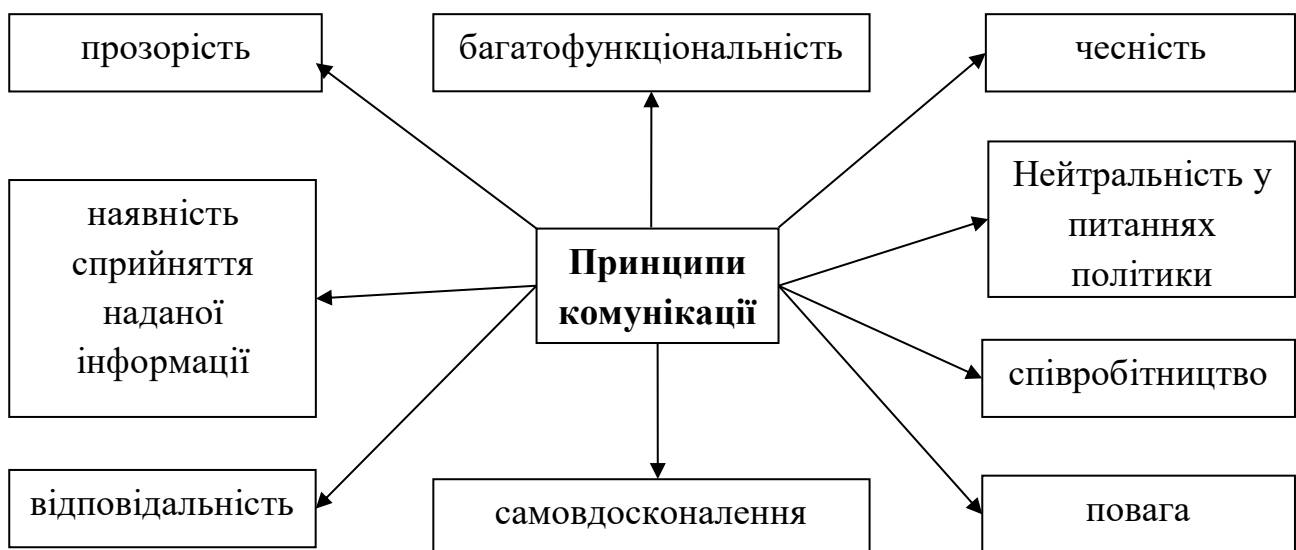 прозорість
багатофункціональність
чесність
наявність
сприйняття
наданої
інформації
Принципи
комунікації
Нейтральність у
питаннях
політики
співробітництво
відповідальність
самовдосконалення
повага